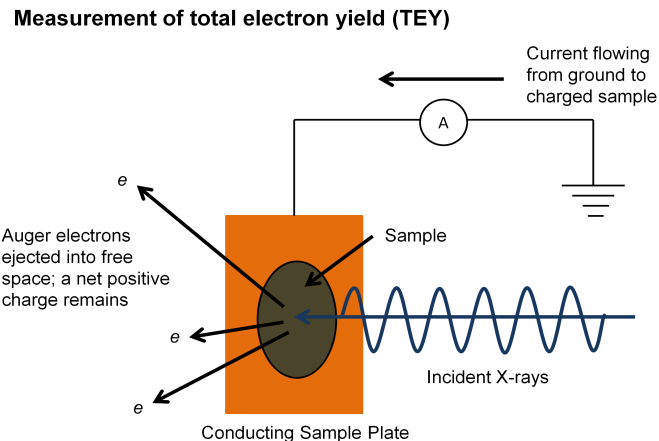 Measurement of total electron yield (TEY)
Current flowing
from ground to
charged sample
A
e
Auger electrons
ejected into free
space; a net positive
charge remains
Sample
e
Incident X-rays
e
Conducting Sample Plate